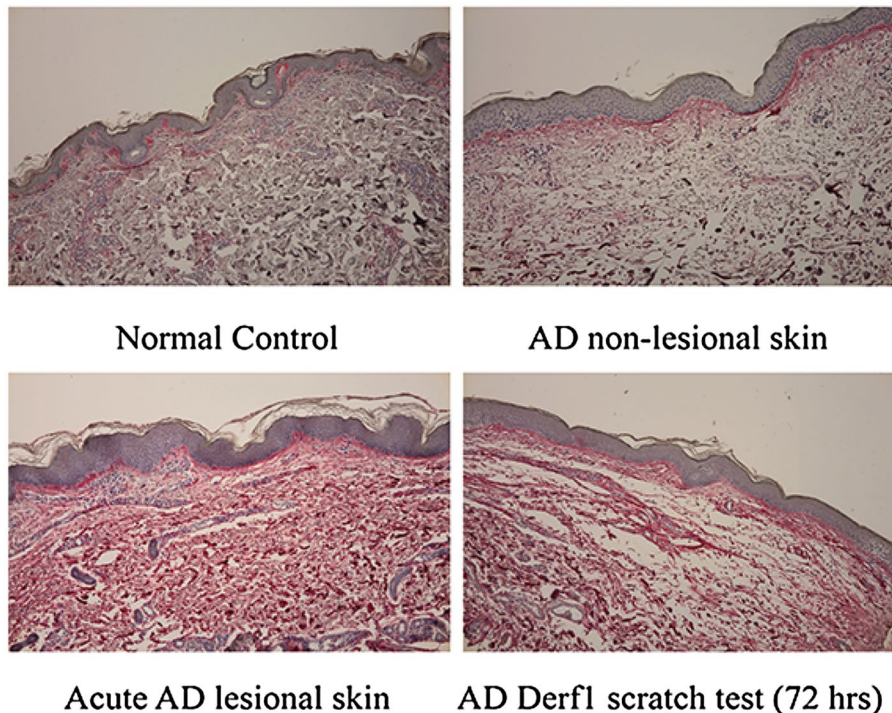 Normal Control
AD non-lesional skin
Acute AD lesional skin
AD Derf1 scratch test (72 hrs)